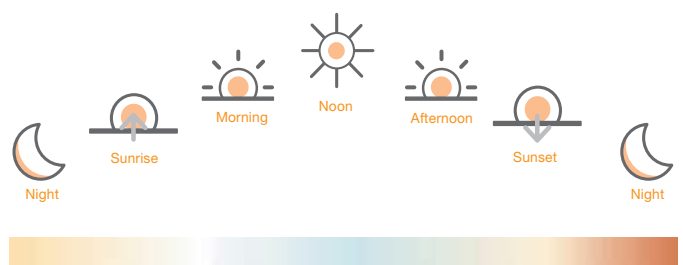 Night
Sunrise
Morning
Noon
Afternoon
Sunset
Night